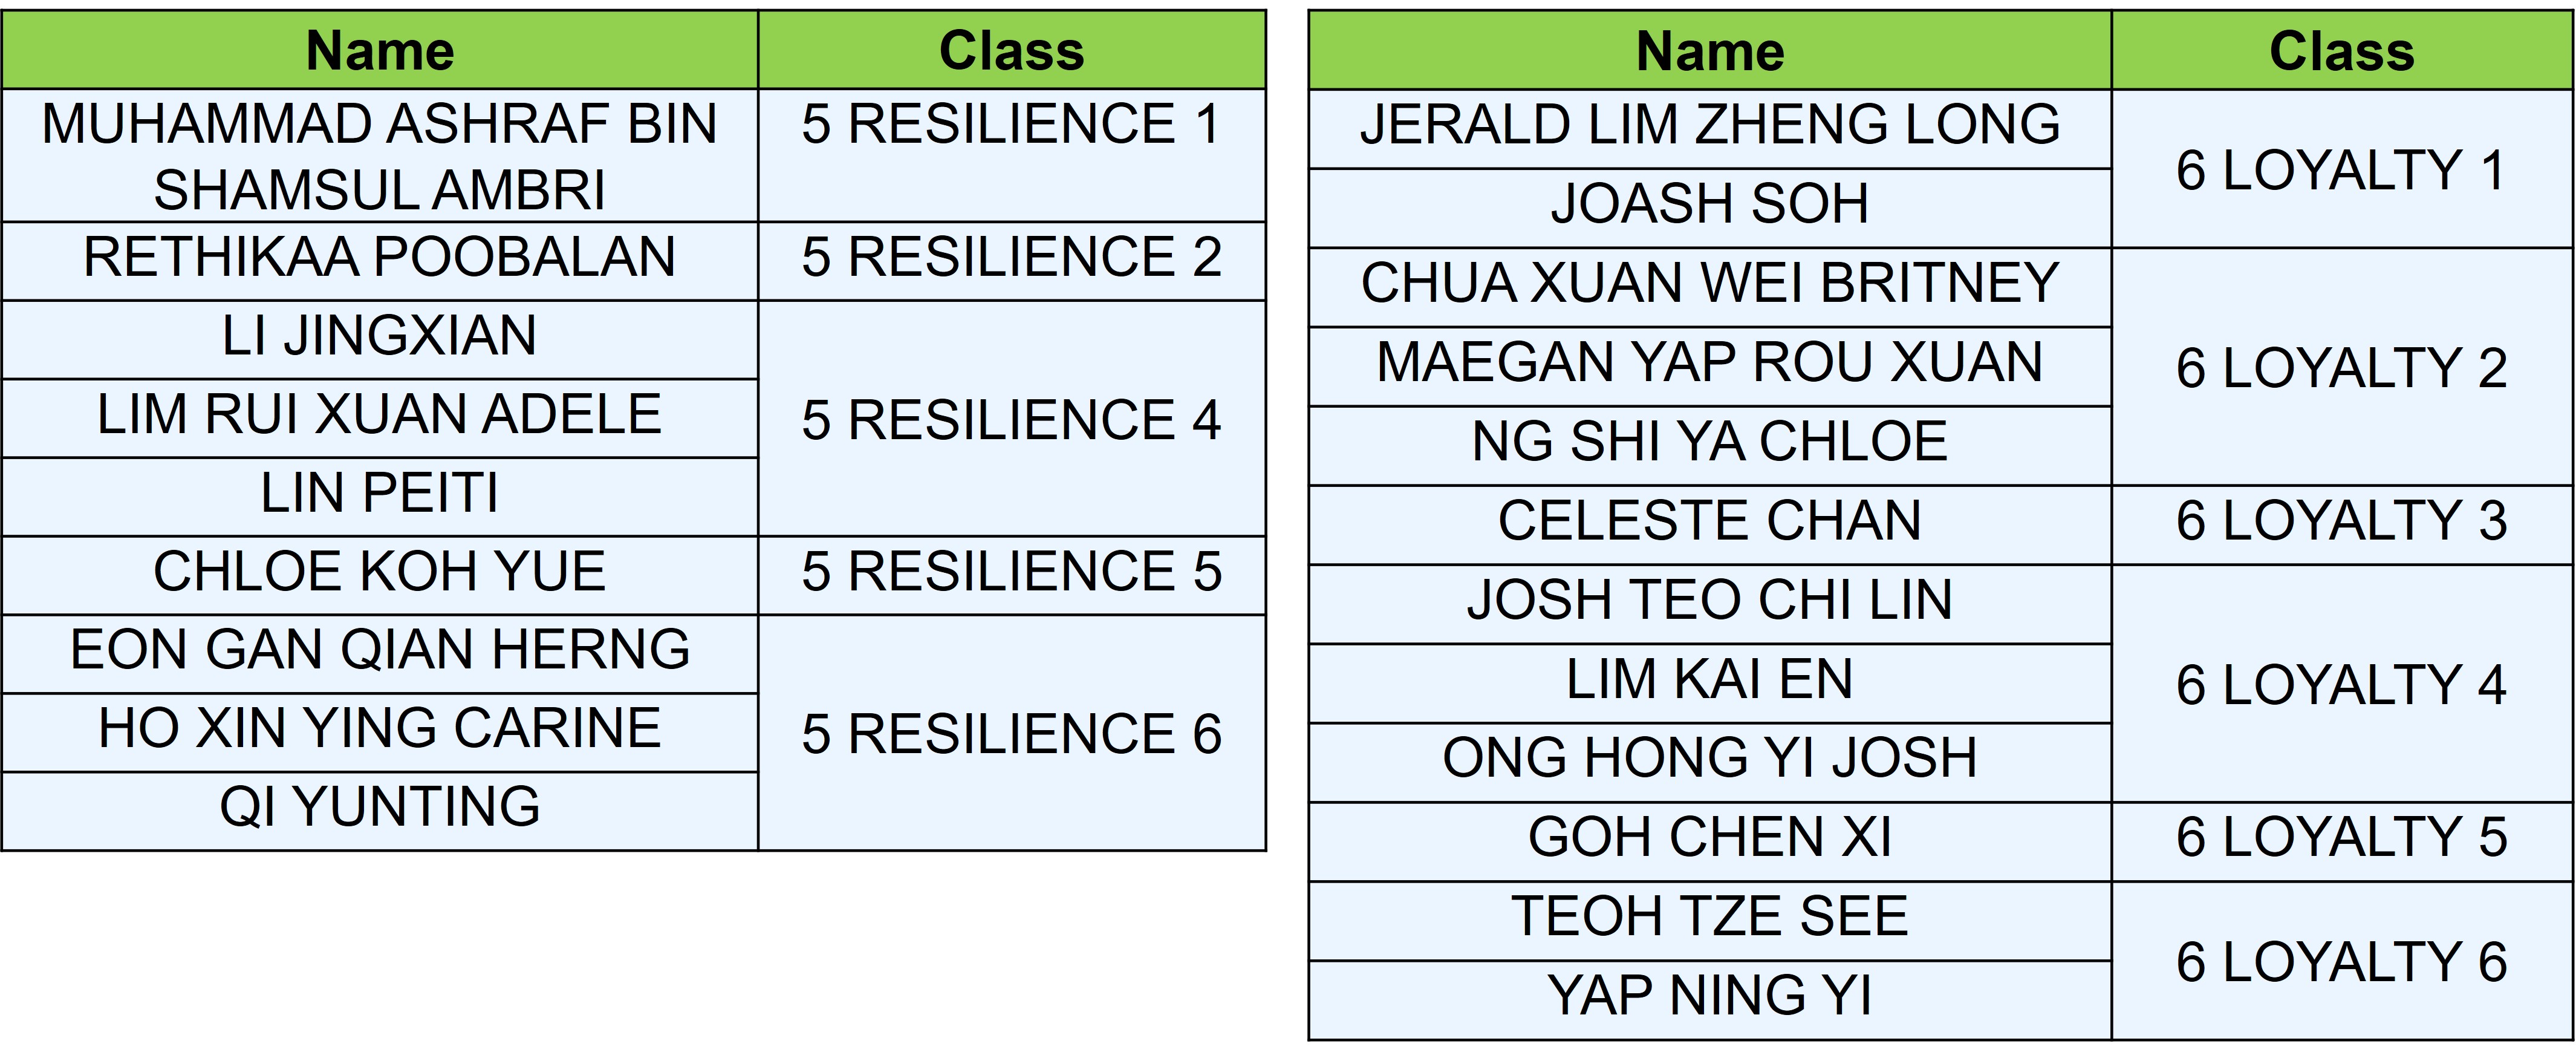 Name Class
MUHAMMAD ASHRAF BIN 5 RESILIENCE 1
SHAMSUL AMBRI
RETHIKAA POOBALAN 5 RESILIENCE 2
LI JINGXIAN
LIM RUI XUAN ADELE 5 RESILIENCE 4
LIN PEITI
CHLOE KOH YUE 5 RESILIENCE 5
EON GAN QIAN HERNG
HO XIN YING CARINE 5 RESILIENCE 6
QI YUNTING
Name Class
JERALD LIM ZHENG LONG
6 LOYALTY 1
JOASH SOH
CHUA XUAN WEI BRITNEY
MAEGAN YAP ROU XUAN 6 LOYALTY 2
NG SHI YA CHLOE
CELESTE CHAN 6 LOYALTY 3
JOSH TEO CHI LIN
LIM KAI EN 6 LOYALTY 4
ONG HONG YI JOSH
GOH CHEN XI 6 LOYALTY 5
TEOH TZE SEE
6 LOYALTY 6
YAP NING YI